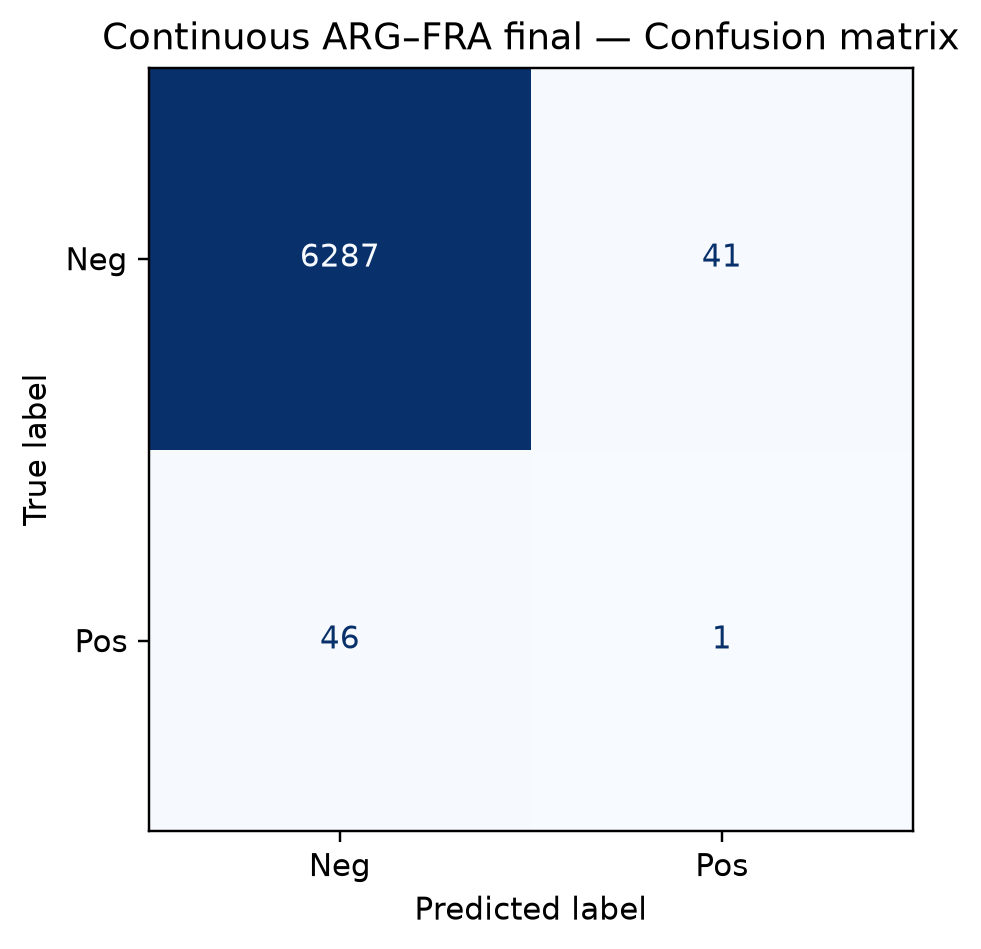 Continuous ARG–FRA final — Confusion matrix
Neg
6287
41
True label
Pos
46
1
Neg
Pos
Predicted label